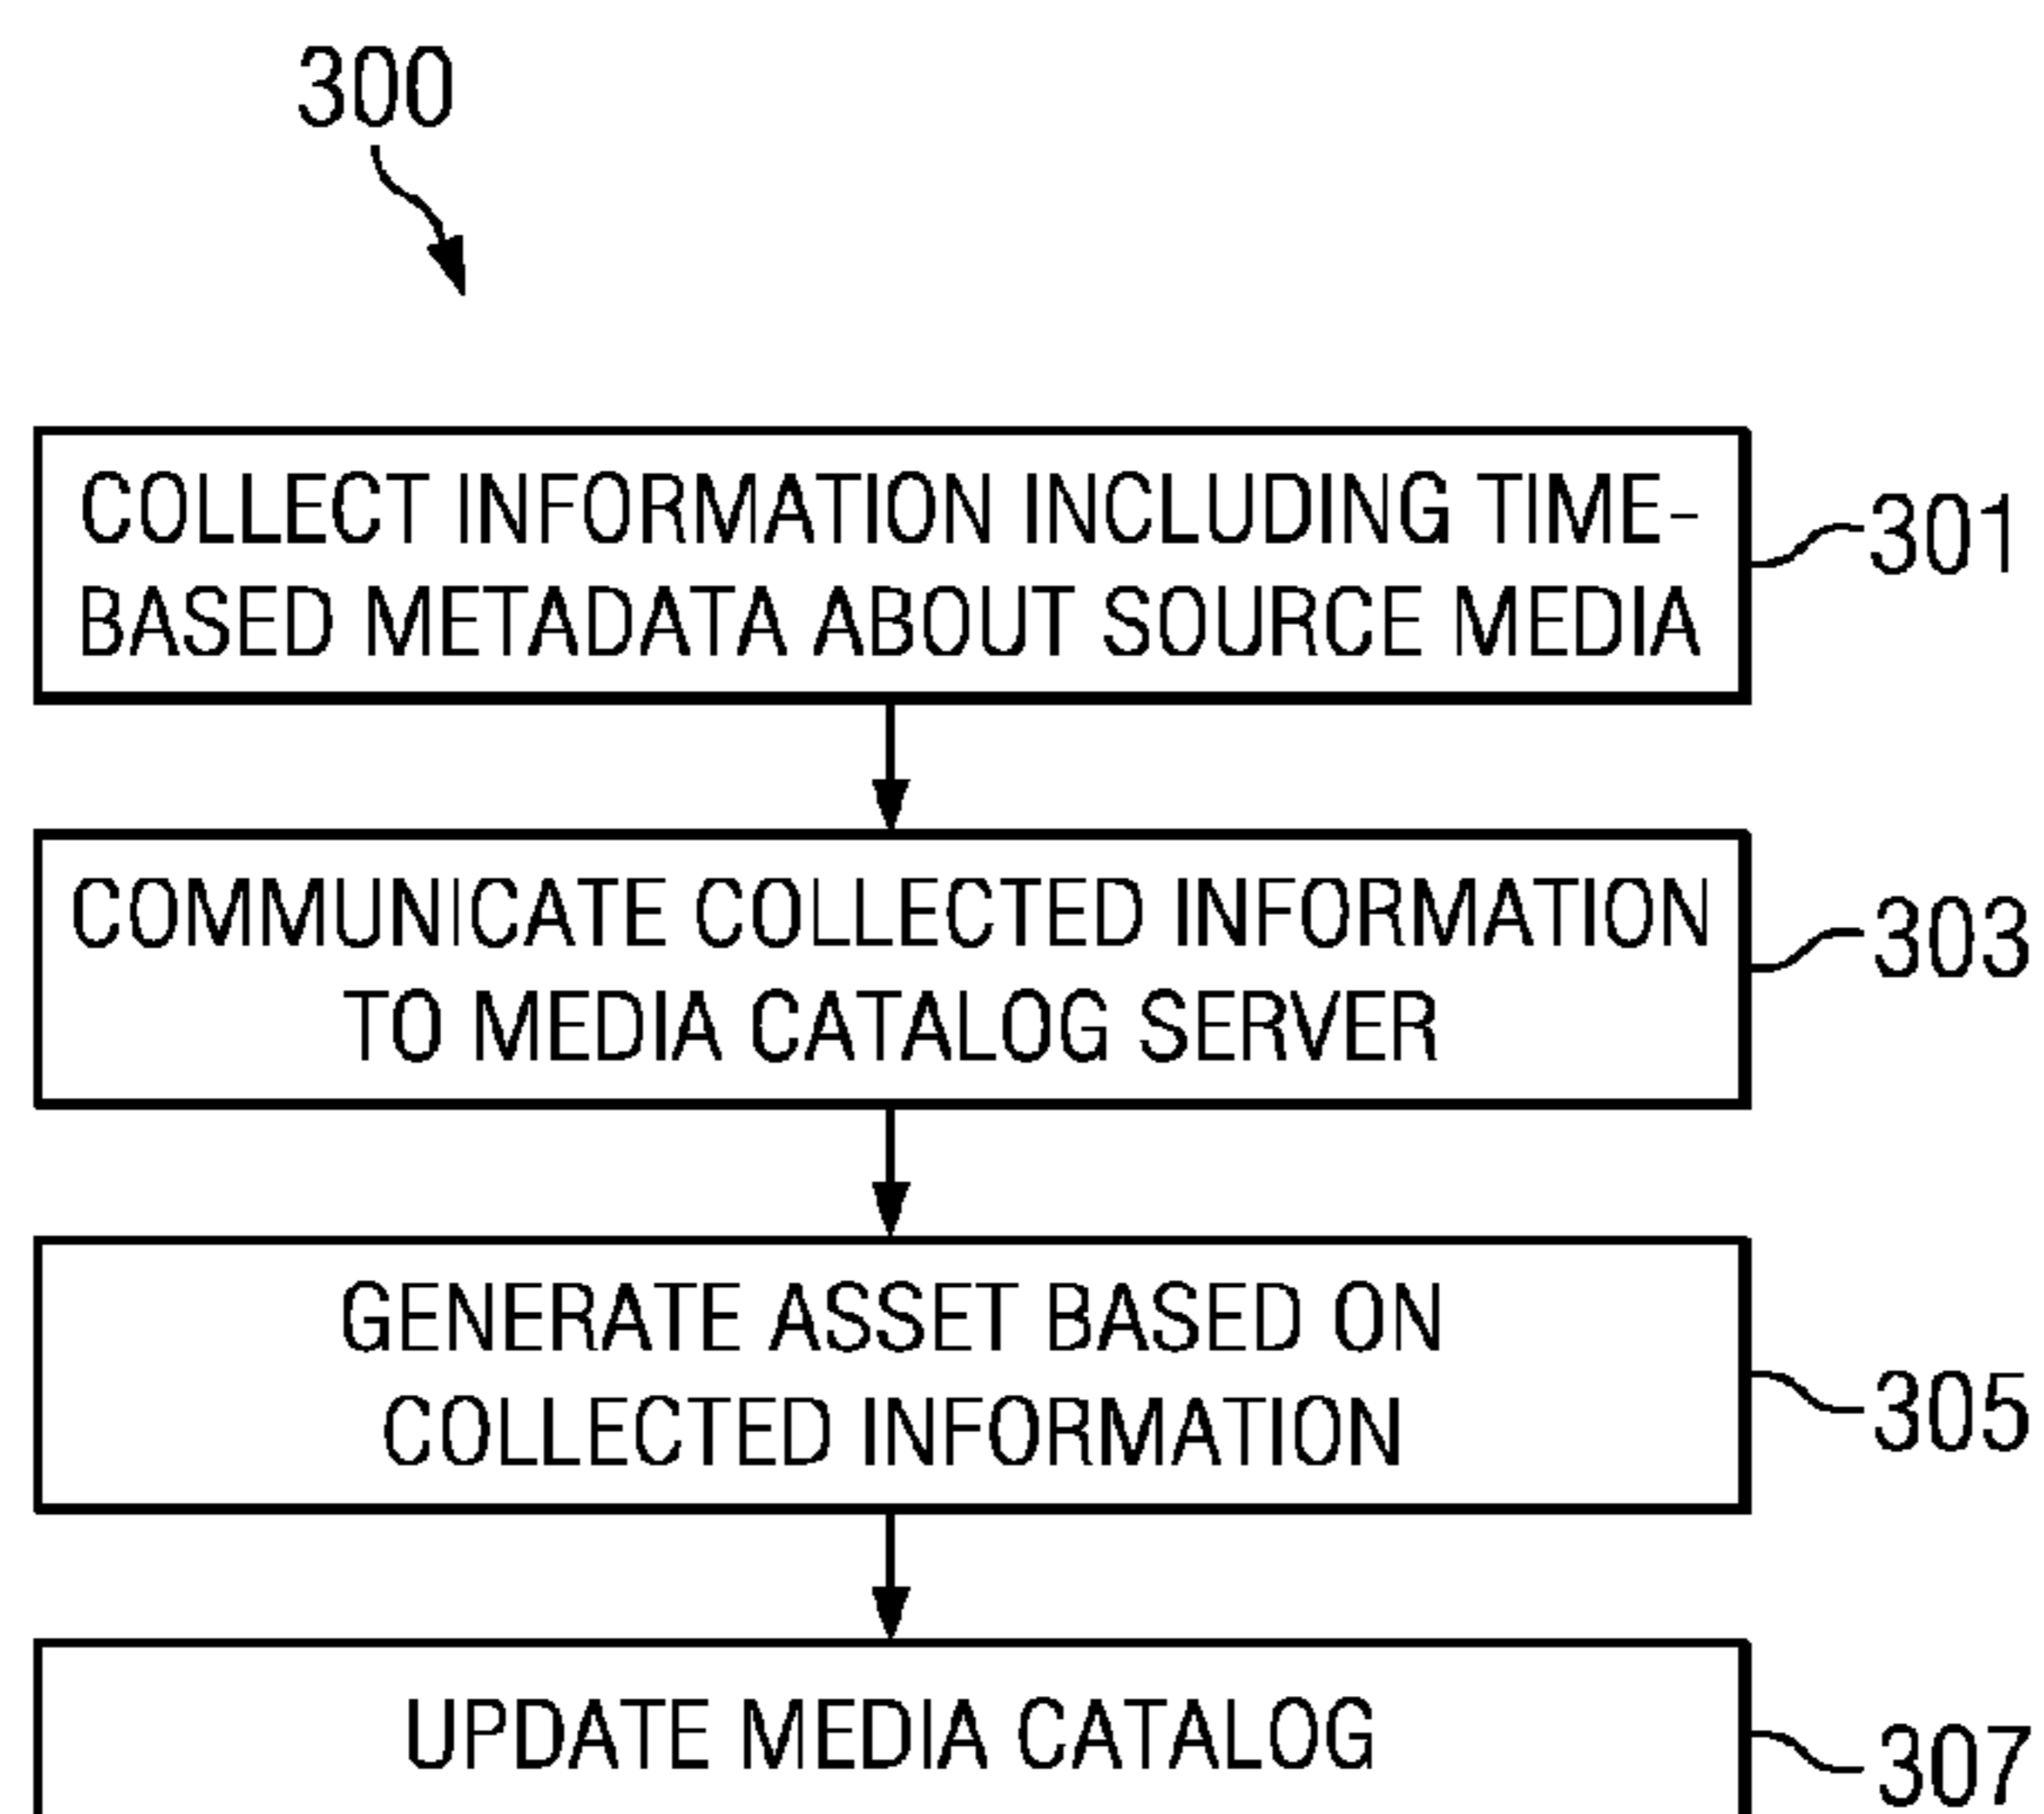 300
COLLECT INFORMATION INCLUDING TIME-
BASED METADATA ABOUT SOURCE MEDIA
301
COMMUNICATE COLLECTED INFORMATION
TO MEDIA CATALOG SERVER
303
GENERATE ASSET BASED ON
COLLECTED INFORMATION
305
UPDATE MEDIA CATALOG
307